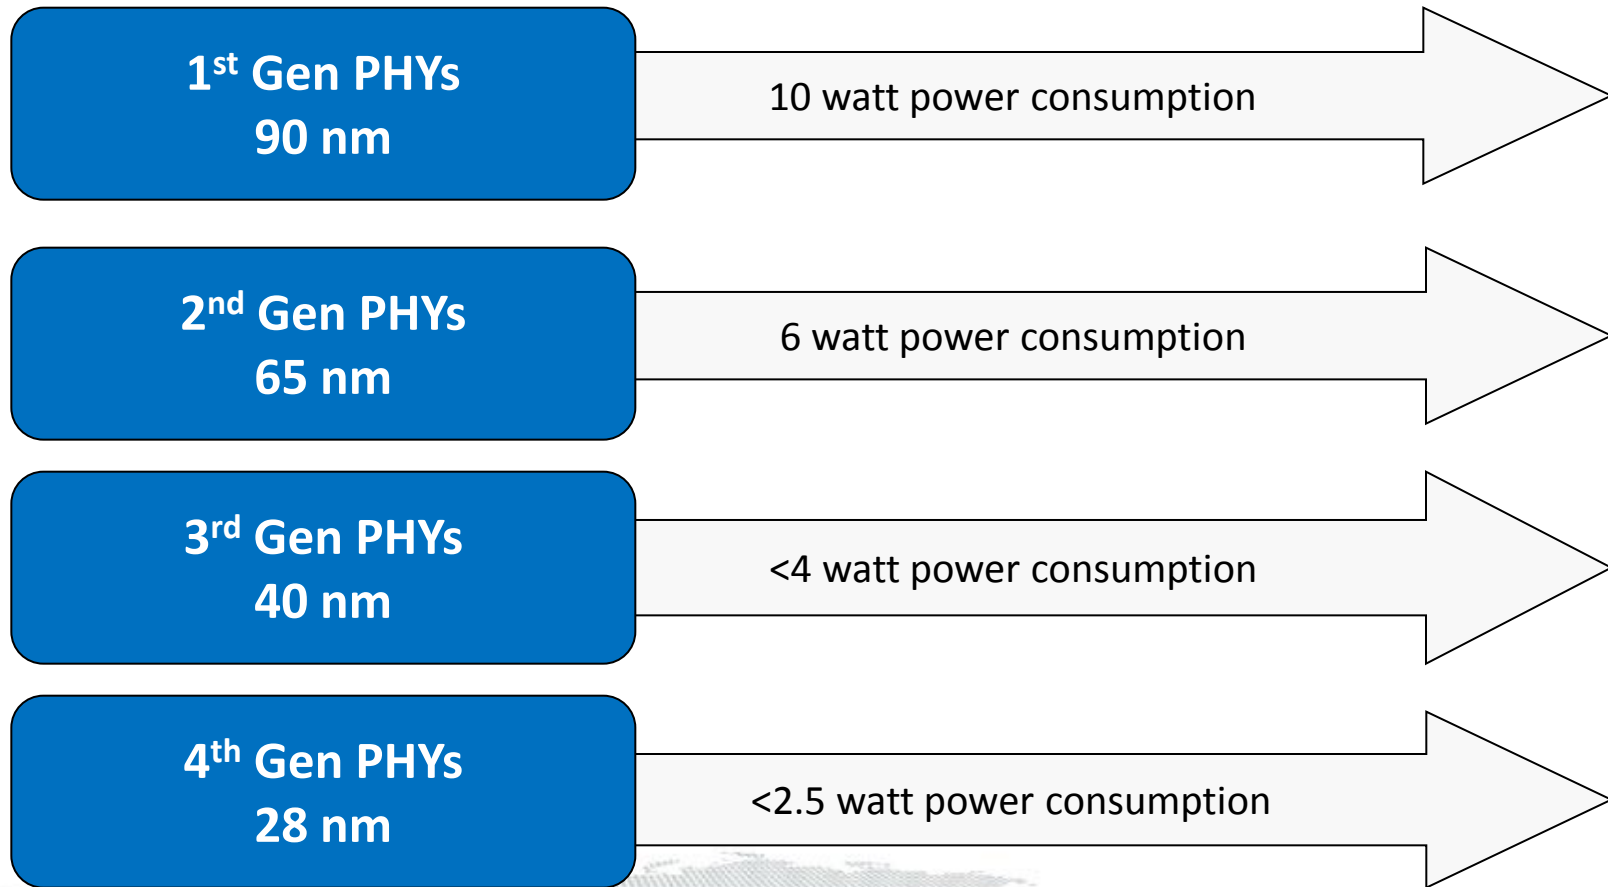 1st Gen PHYs
90 nm
10 watt power consumption
2nd Gen PHYs
65 nm
6 watt power consumption
3rd Gen PHYs
40 nm
<4 watt power consumption
4th Gen PHYs
28 nm
<2.5 watt power consumption